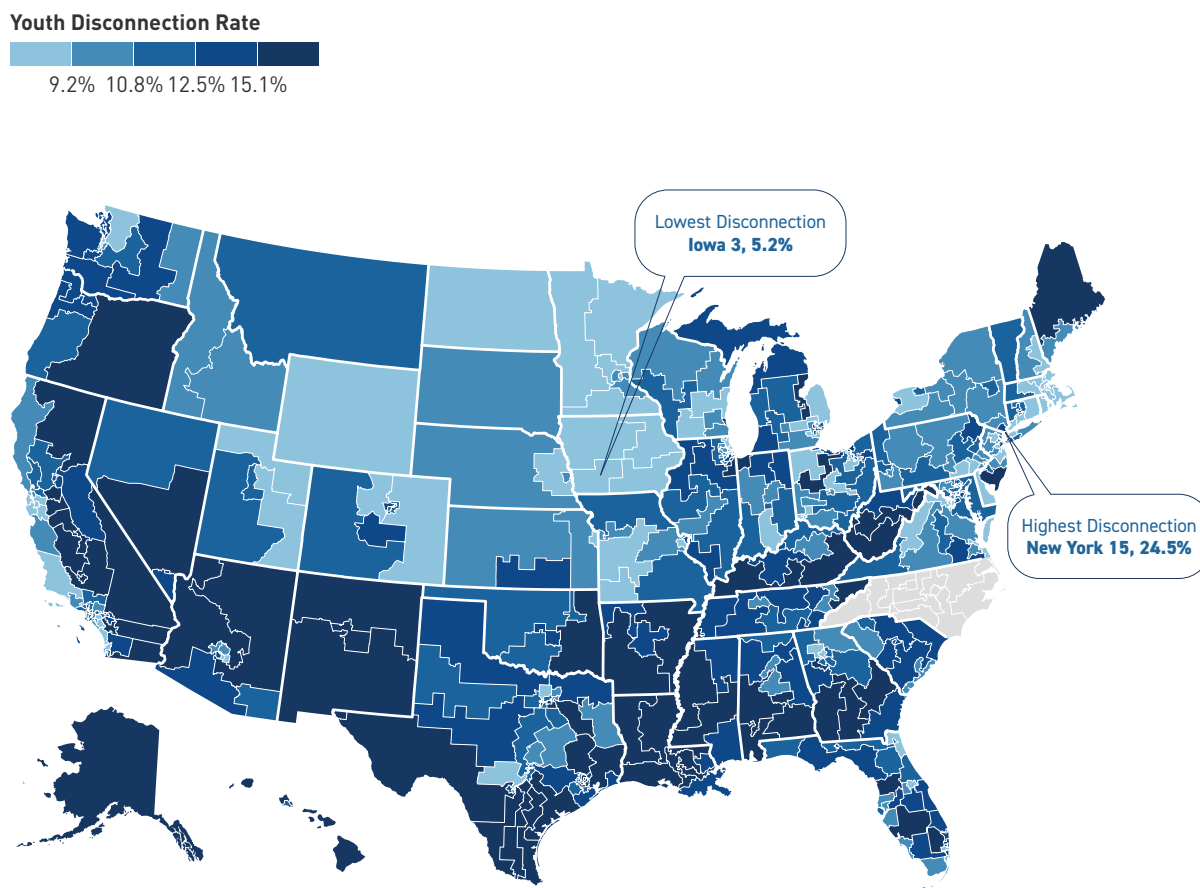 Youth Disconnection Rate
9.2% 10.8% 12.5% 15.1%
Lowest Disconnection
Iowa 3, 5.2%
Highest Disconnection
New York 15, 24.5%